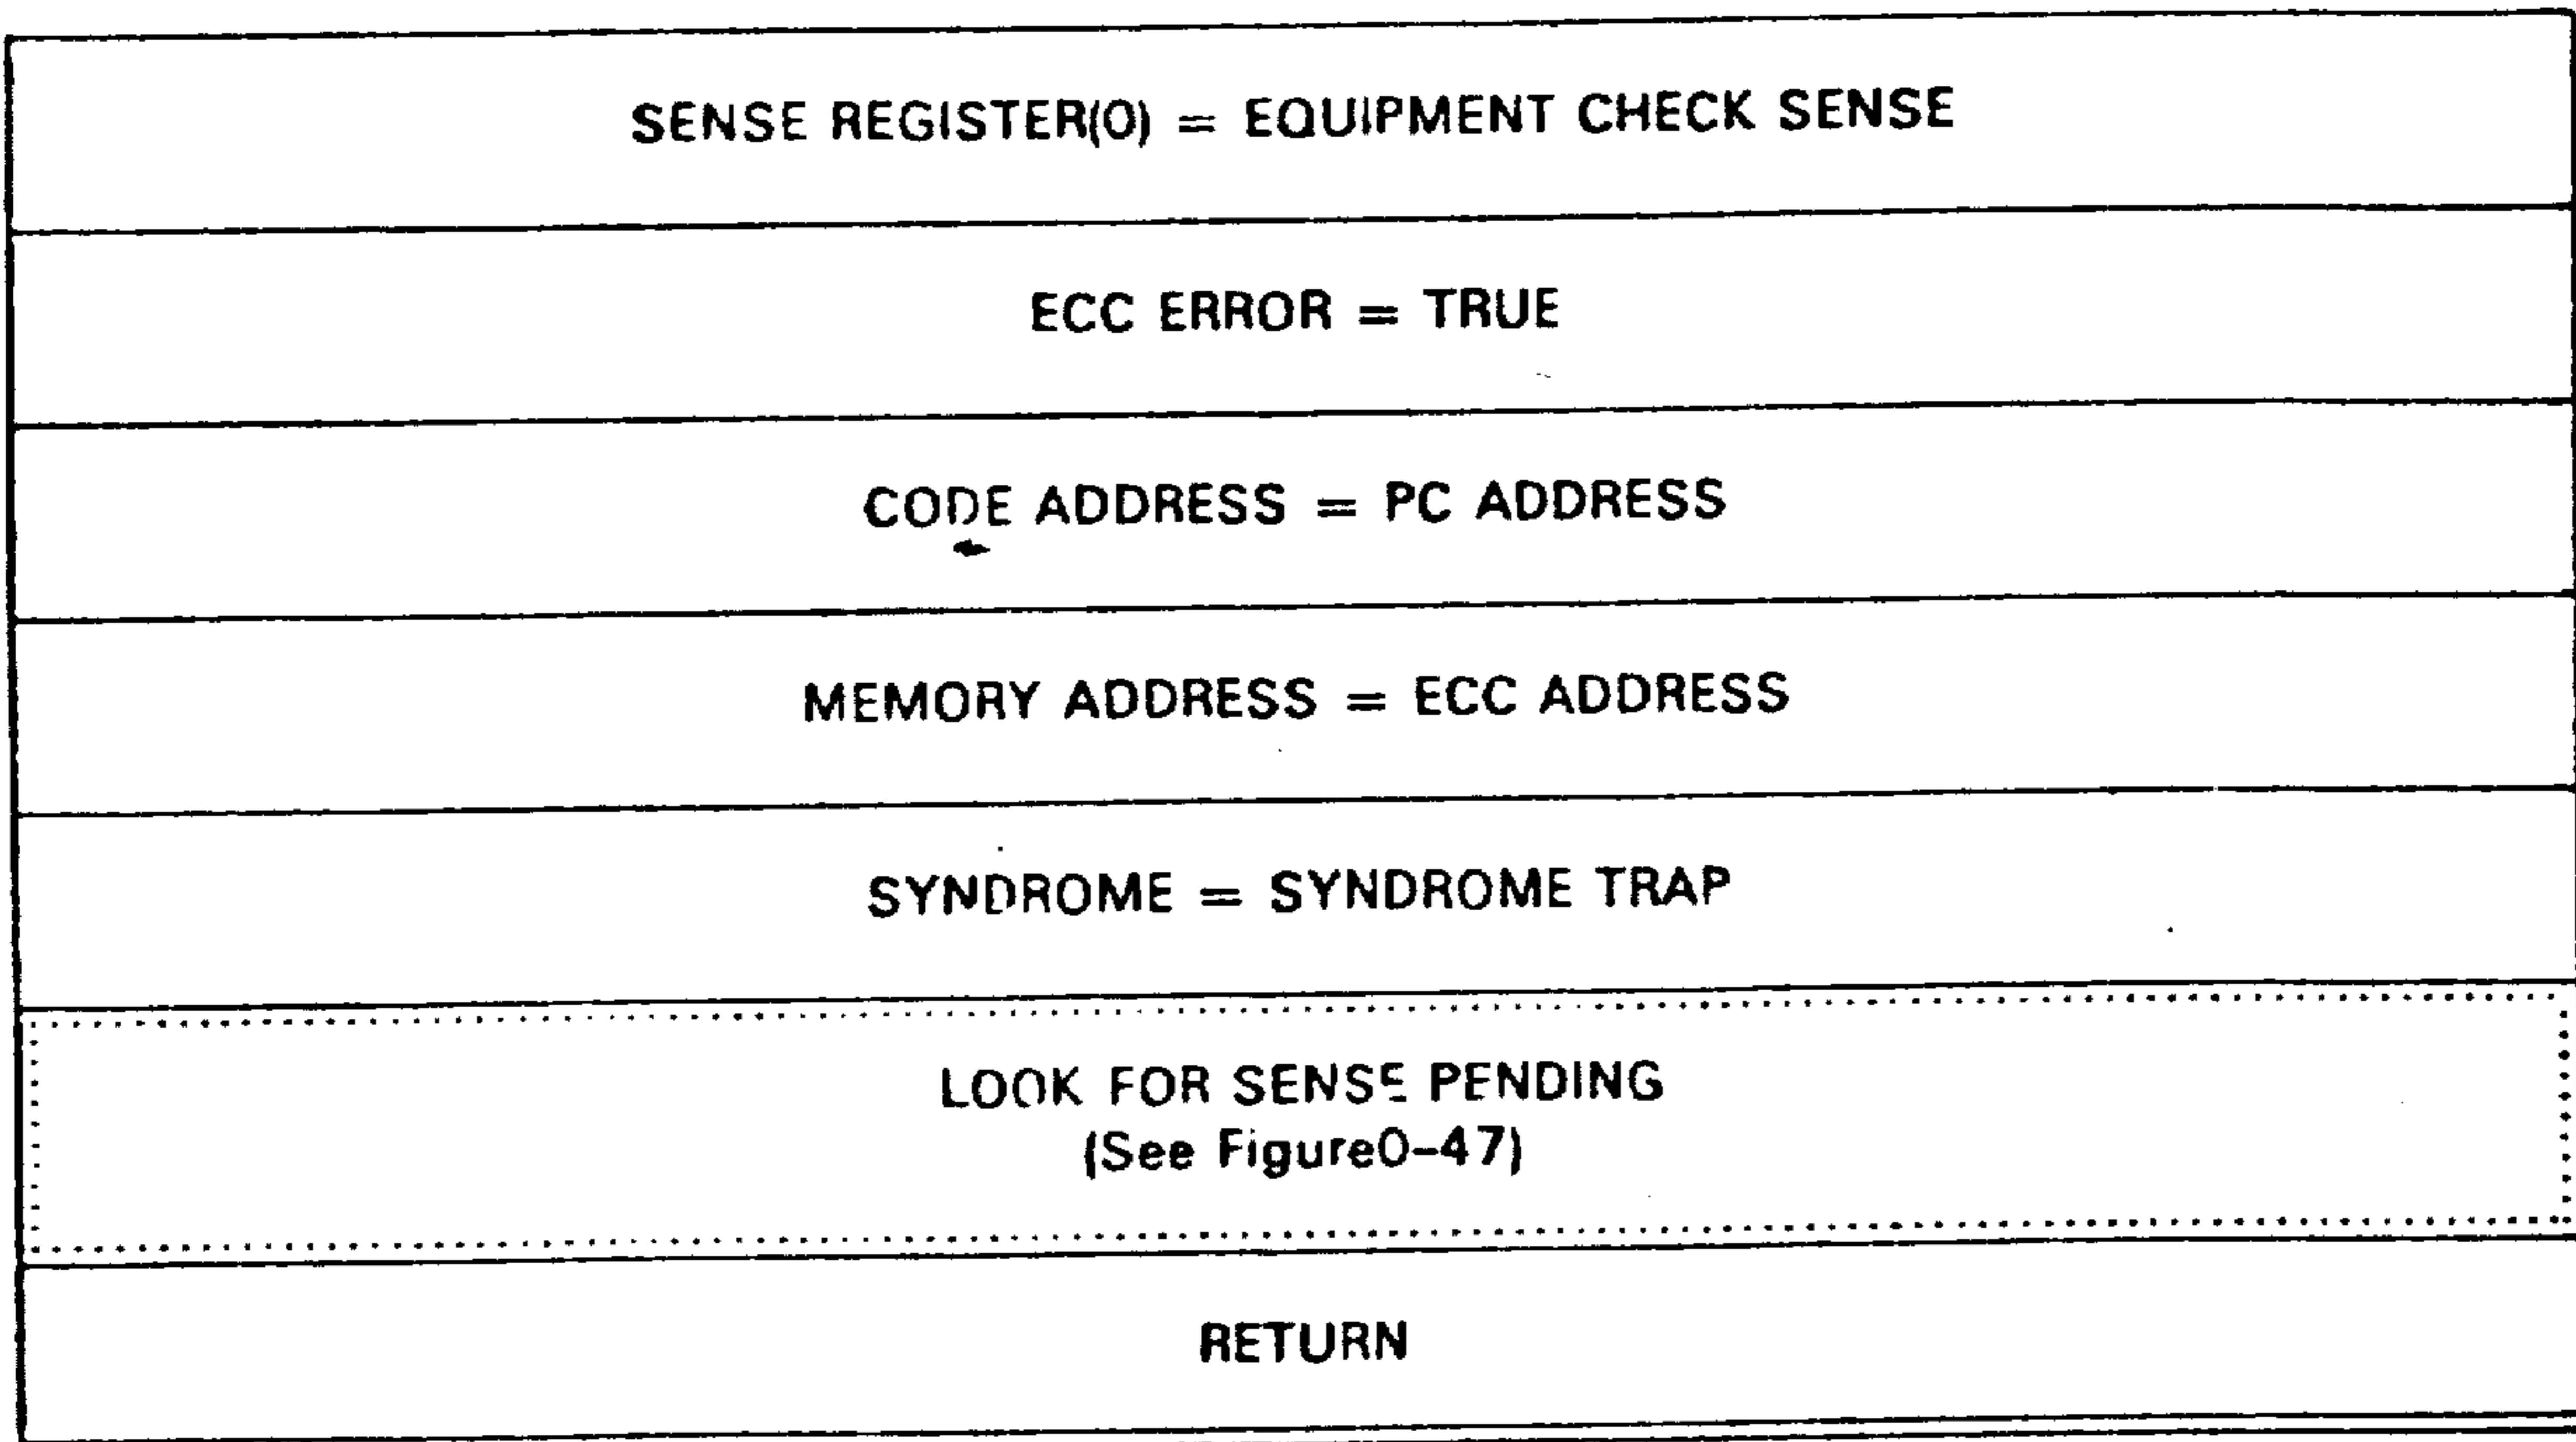 SENSE REGISTER(0) = EQUIPMENT CHECK SENSE
ECC ERROR = TRUE
CODE ADDRESS = PC ADDRESS
MEMORY ADDRESS = ECC ADDRESS
SYNDROME = SYNDROME TRAP
LOOK FOR SENSE PENDING
(See Figure0-47)
RETURN